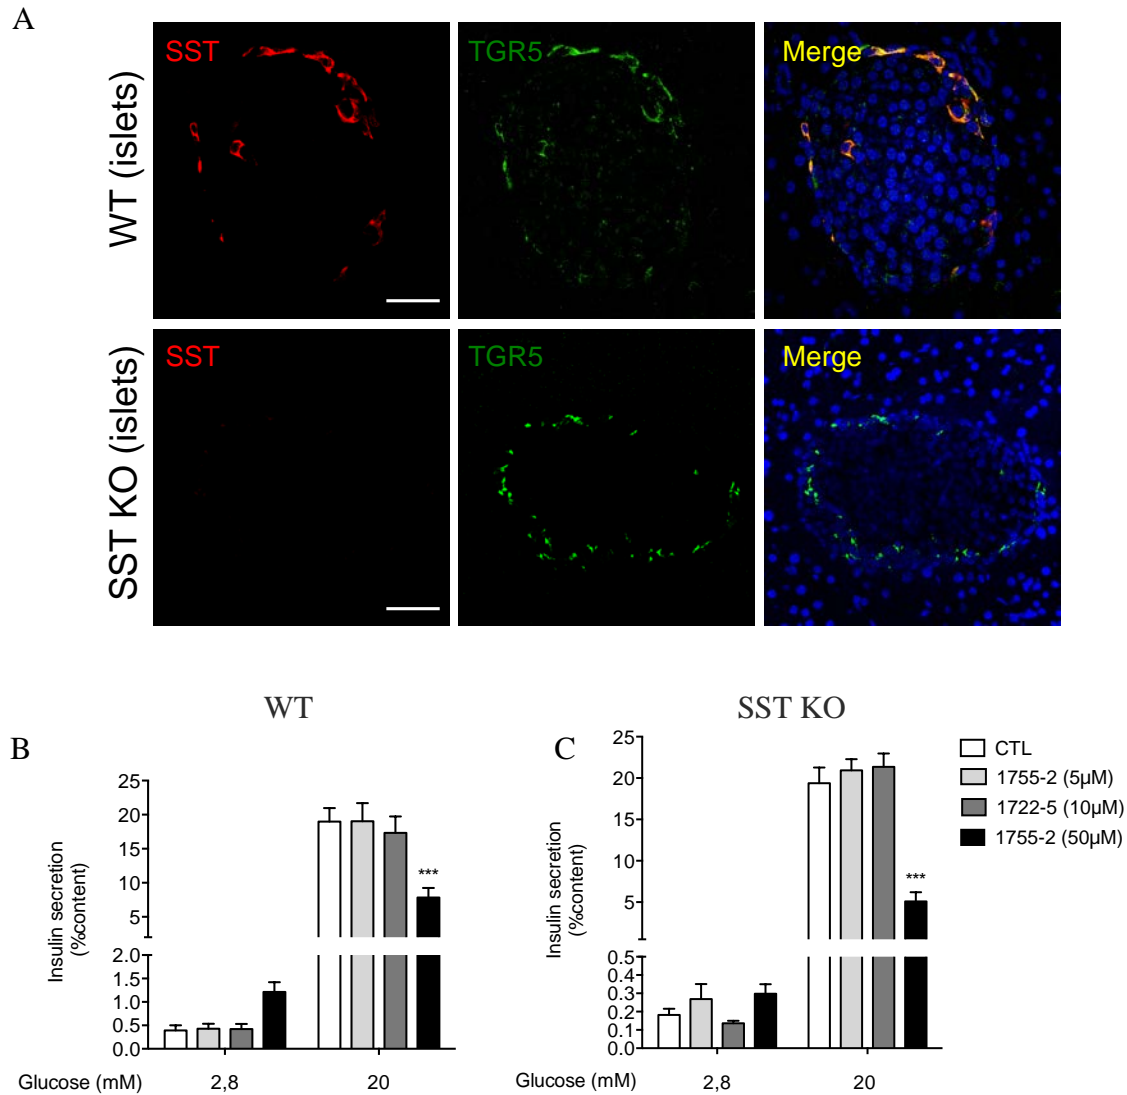 A
WT (islets)
SST
TGR5
Merge
SST KO (islets)
SST
TGR5
Merge
WT
SST KO
B
Insulin secretion
(%content)
25
20
15
10
5
2.0
1.5
1.0
0.5
0.0
***
Glucose (mM)
2,8
20
C
Insulin secretion
(%content)
25
20
15
10
5
0.5
0.4
0.3
0.2
0.1
0.0
***
Glucose (mM)
2,8
20
CTL
1755-2 (5µM)
1722-5 (10µM)
1755-2 (50µM)